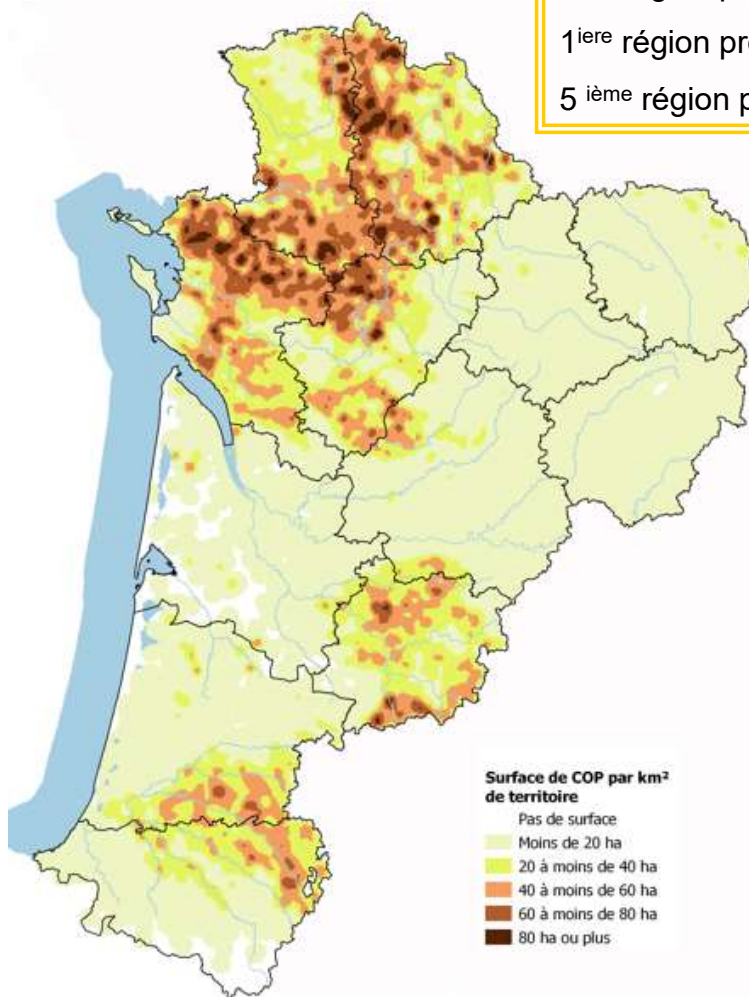 1iere région pr
5 ième région p
Surface de COP par km²
de territoire
Pas de surface
Moins de 20 ha
20 à moins de 40 ha
40 à moins de 60 ha
60 à moins de 80 ha
80 ha ou plus